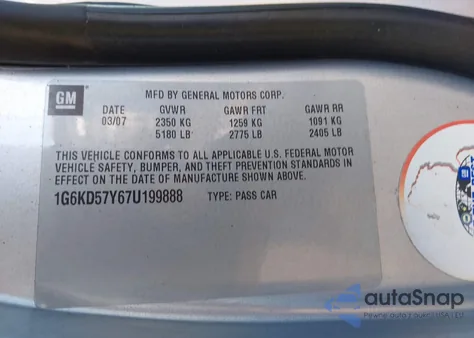 GM
MFD BY GENERAL MOTORS CORP.
DATE GVWR GAWR FRT GAWR RR
03/07 2350 KG 1259 KG 1091 KG
5180 LB 2775 LB 2405 LB
THIS VEHICLE CONFORMS TO ALL APPLICABLE U.S. FEDERAL MOTOR
VEHICLE SAFETY, BUMPER, AND THEFT PREVENTION STANDARDS IN
EFFECT ON THE DATE OF MANUFACTURE SHOWN ABOVE.
1G6KD57Y67U199888 TYPE: PASS CAR
autoSnap